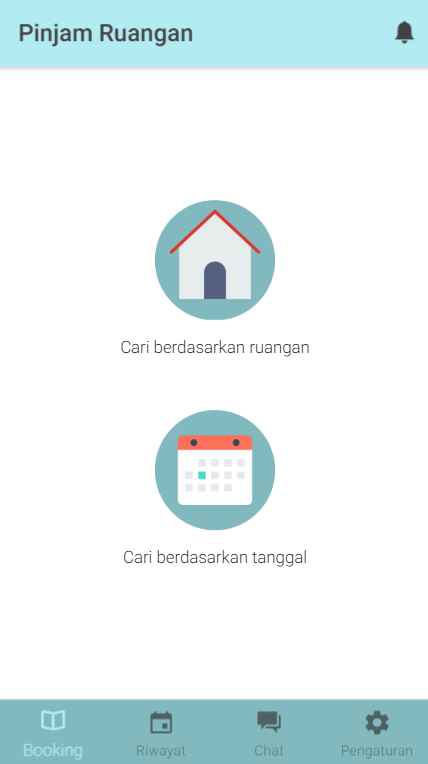 Pinjam Ruangan
Cari berdasarkan ruangan
Cari berdasarkan tanggal
Booking
Riwayat
Chat
Pengaturan